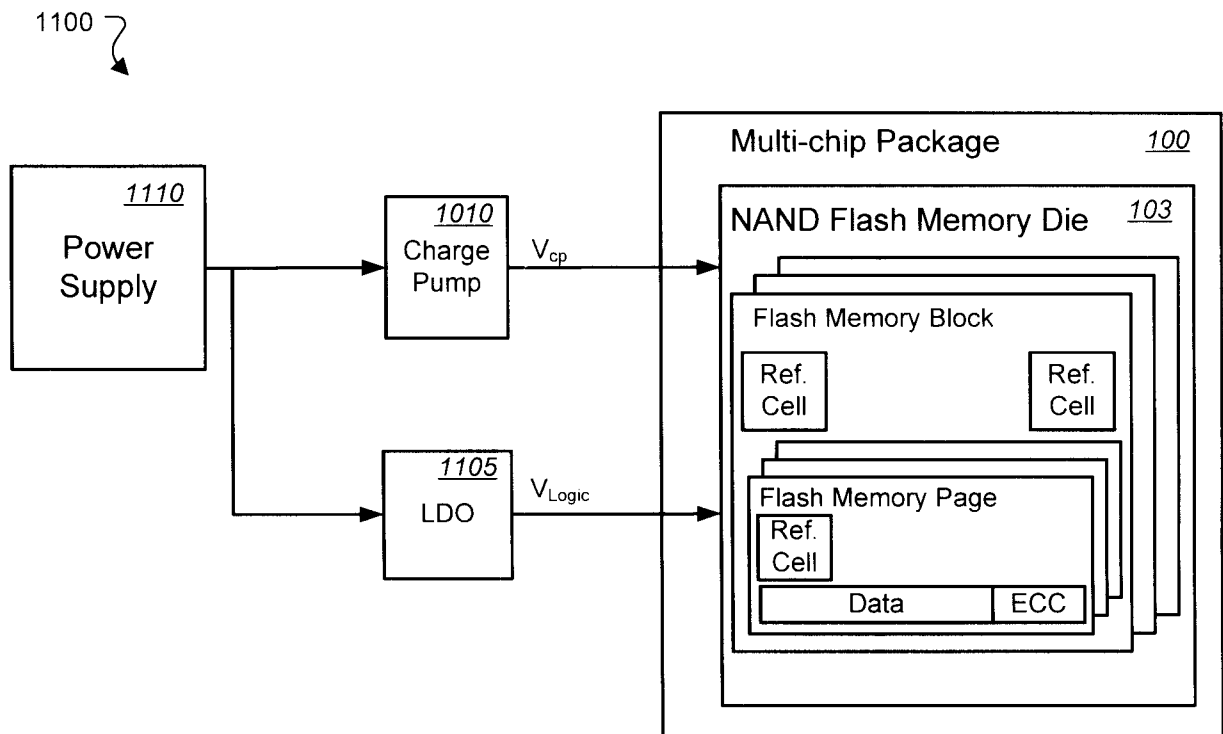 1100
Multi-chip Package 100
1110
Power
Supply
1010
Charge
Pump
Vcp
NAND Flash Memory Die 103
Flash Memory Block
Ref.
Cell
Ref.
Cell
1105
LDO
VLogic
Flash Memory Page
Ref.
Cell
Data ECC